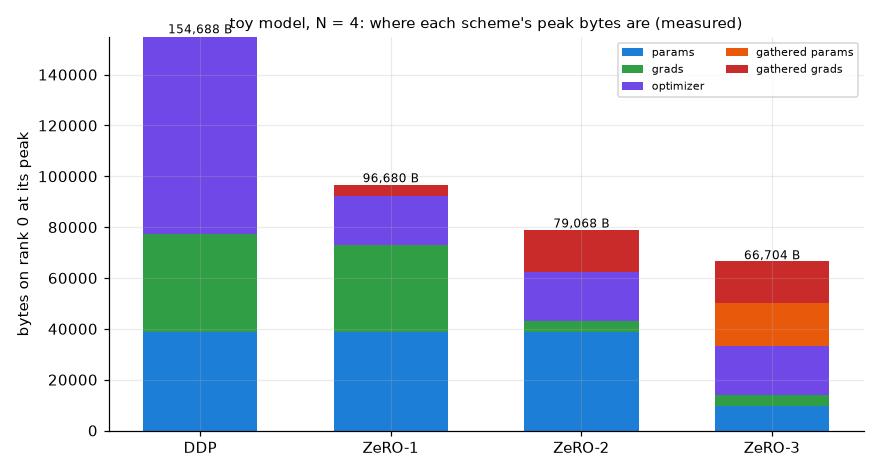 toy model, N = 4: where each scheme's peak bytes are (measured)
154,688 B
params
grads
optimizer
gathered params
gathered grads
96,680 B
79,068 B
66,704 B
bytes on rank 0 at its peak
140000
120000
100000
80000
60000
40000
20000
0
DDP
ZeRO-1
ZeRO-2
ZeRO-3